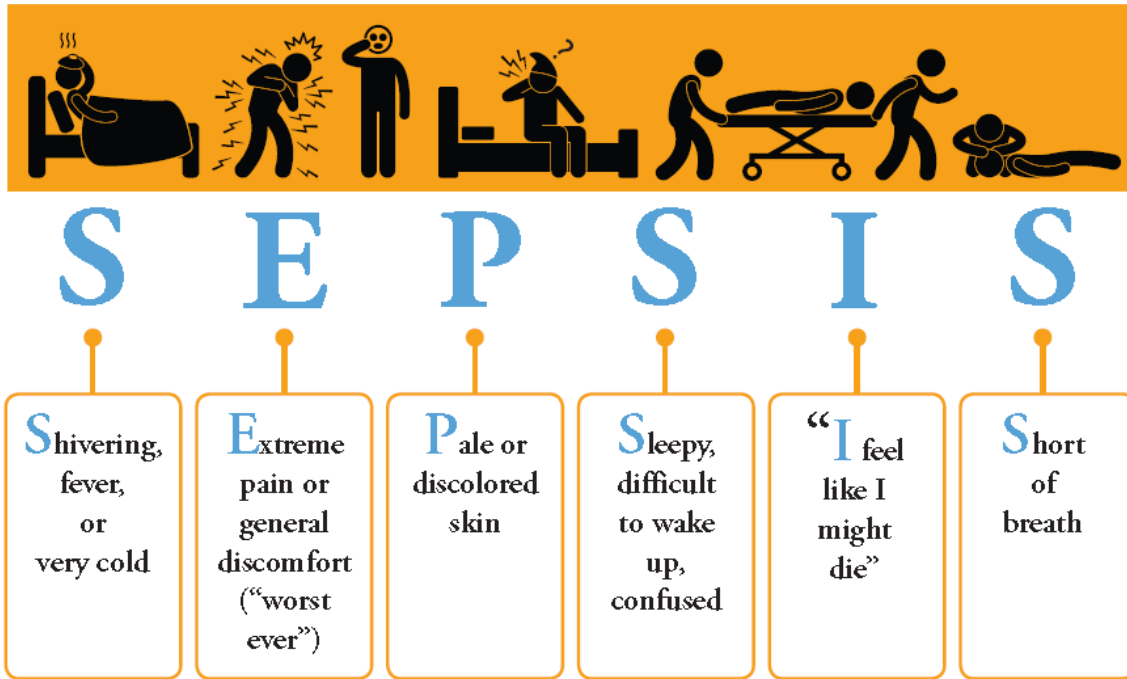 ?
S E P S I S
Shivering,
fever,
or
very cold
Extreme
pain or
general
discomfort
(“worst
ever”)
Pale or
discolored
skin
Sleepy,
difficult
to wake
up,
confused
“I feel
like I
might
die”
Short
of
breath